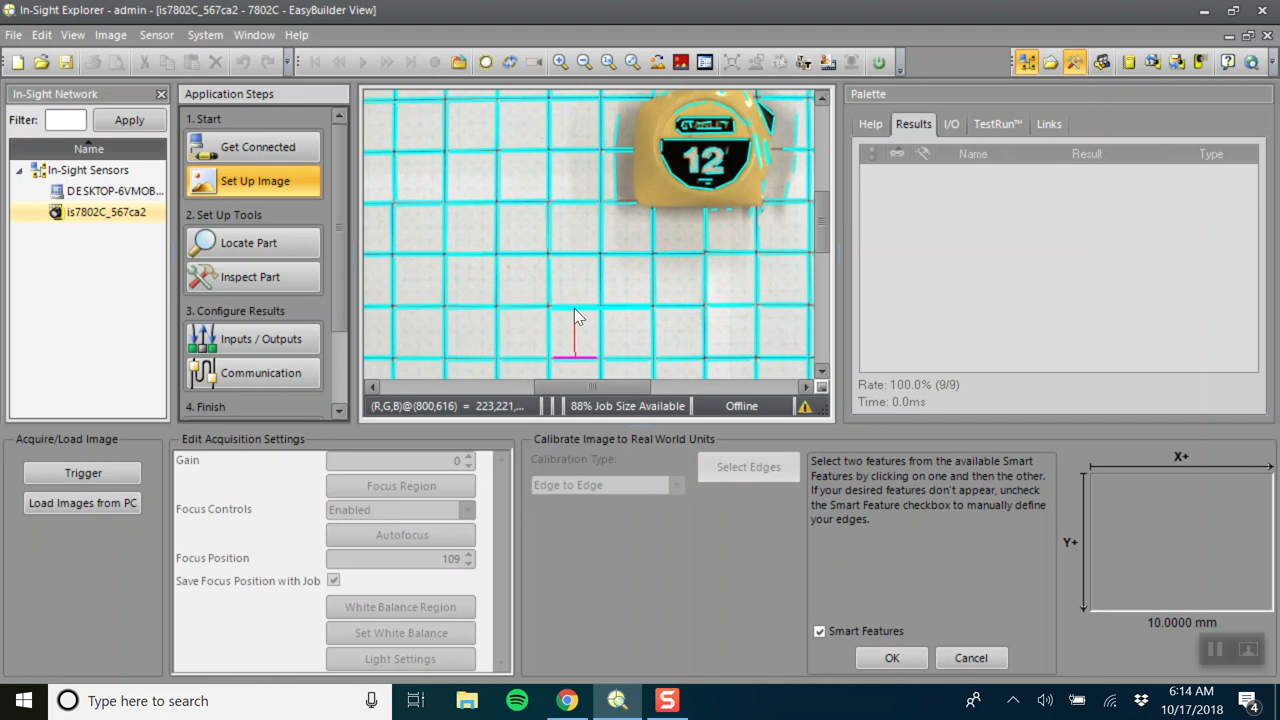 In-Sight Explorer - admin - [is7802C_567ca2 - 7802C - EasyBuilder View]
File Edit View Image Sensor System Window Help
In-Sight Network
Filter: Apply
Name
In-Sight Sensors
DESKTOP-6VMOB...
is7802C_567ca2
Application Steps
1. Start
Get Connected
Set Up Image
2. Set Up Tools
Locate Part
Inspect Part
3. Configure Results
Inputs / Outputs
Communication
4. Finish
STANLEY
12'
(R,G,B)@(800,616) = 223,221,... 88% Job Size Available Offline
Palette
Help Results I/O TestRun™ Links
Name Result Type
Rate: 100.0% (9/9)
Time: 0.0ms
Acquire/Load Image
Trigger
Load Images from PC
Edit Acquisition Settings
Gain 0
Focus Region
Focus Controls Enabled
Autofocus
Focus Position 109
Save Focus Position with Job
White Balance Region
Set White Balance
Light Settings
Calibrate Image to Real World Units
Calibration Type:
Edge to Edge
Select Edges
Select two features from the available Smart
Features by clicking on one and then the other.
If your desired features don't appear, uncheck
the Smart Feature checkbox to manually define
your edges.
Smart Features
OK Cancel
X+
Y+
10.0000 mm
Type here to search
6:14 AM
10/17/2018
4